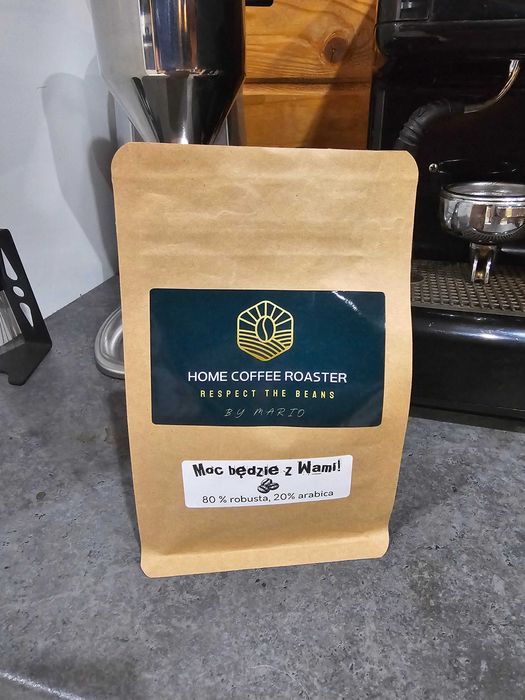 HOME COFFEE ROASTER
RESPECT THE BEANS
BY MARIO
Moc będzie z Wami!
80 % robusta, 20% arabica